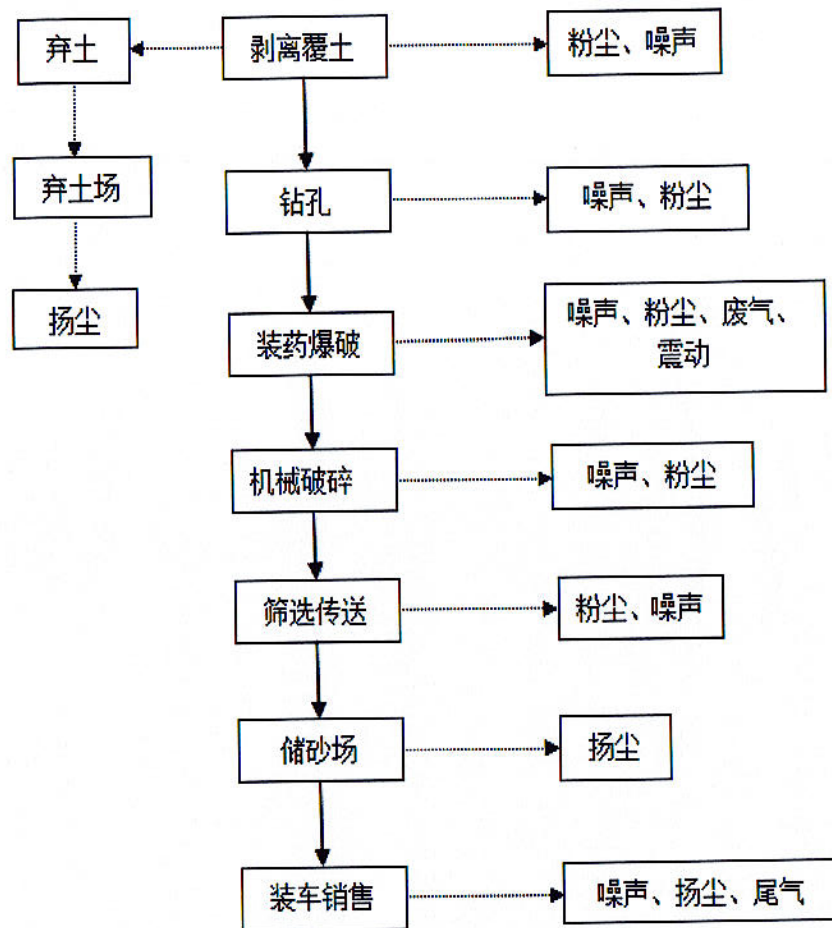 弃土
剥离覆土
粉尘、噪声
弃土场
钻孔
噪声、粉尘
扬尘
装药爆破
噪声、粉尘、废气、
震动
机械破碎
噪声、粉尘
筛选传送
粉尘、噪声
储砂场
扬尘
装车销售
噪声、扬尘、尾气